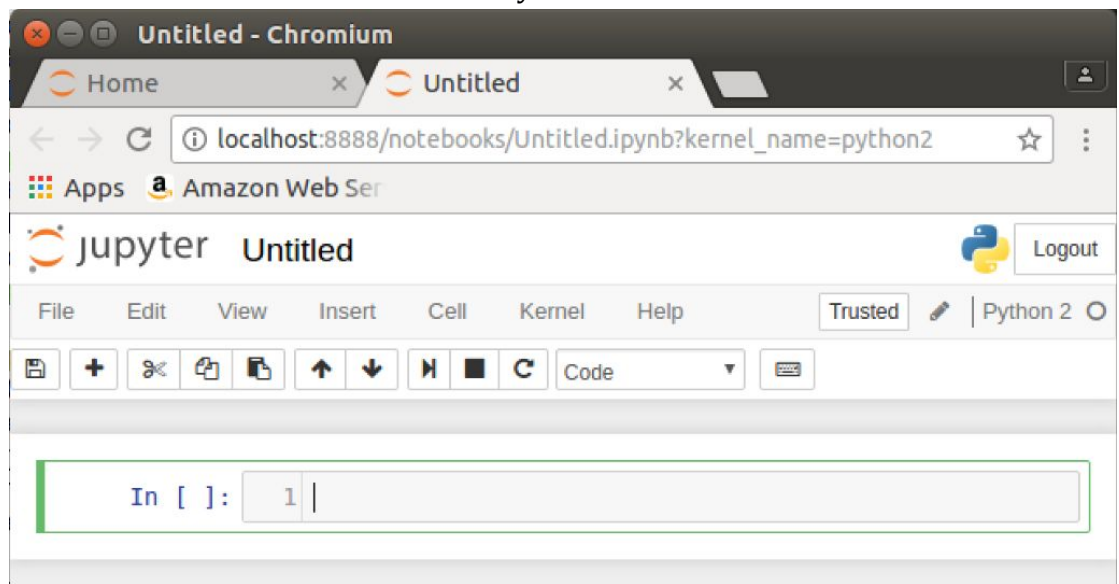 Untitled - Chromium
Home × Untitled ×
localhost:8888/notebooks/Untitled.ipynb?kernel_name=python2
Apps a Amazon Web Ser
jupyter Untitled Logout
File Edit View Insert Cell Kernel Help Trusted Python 2
Code
In [ ]: 1